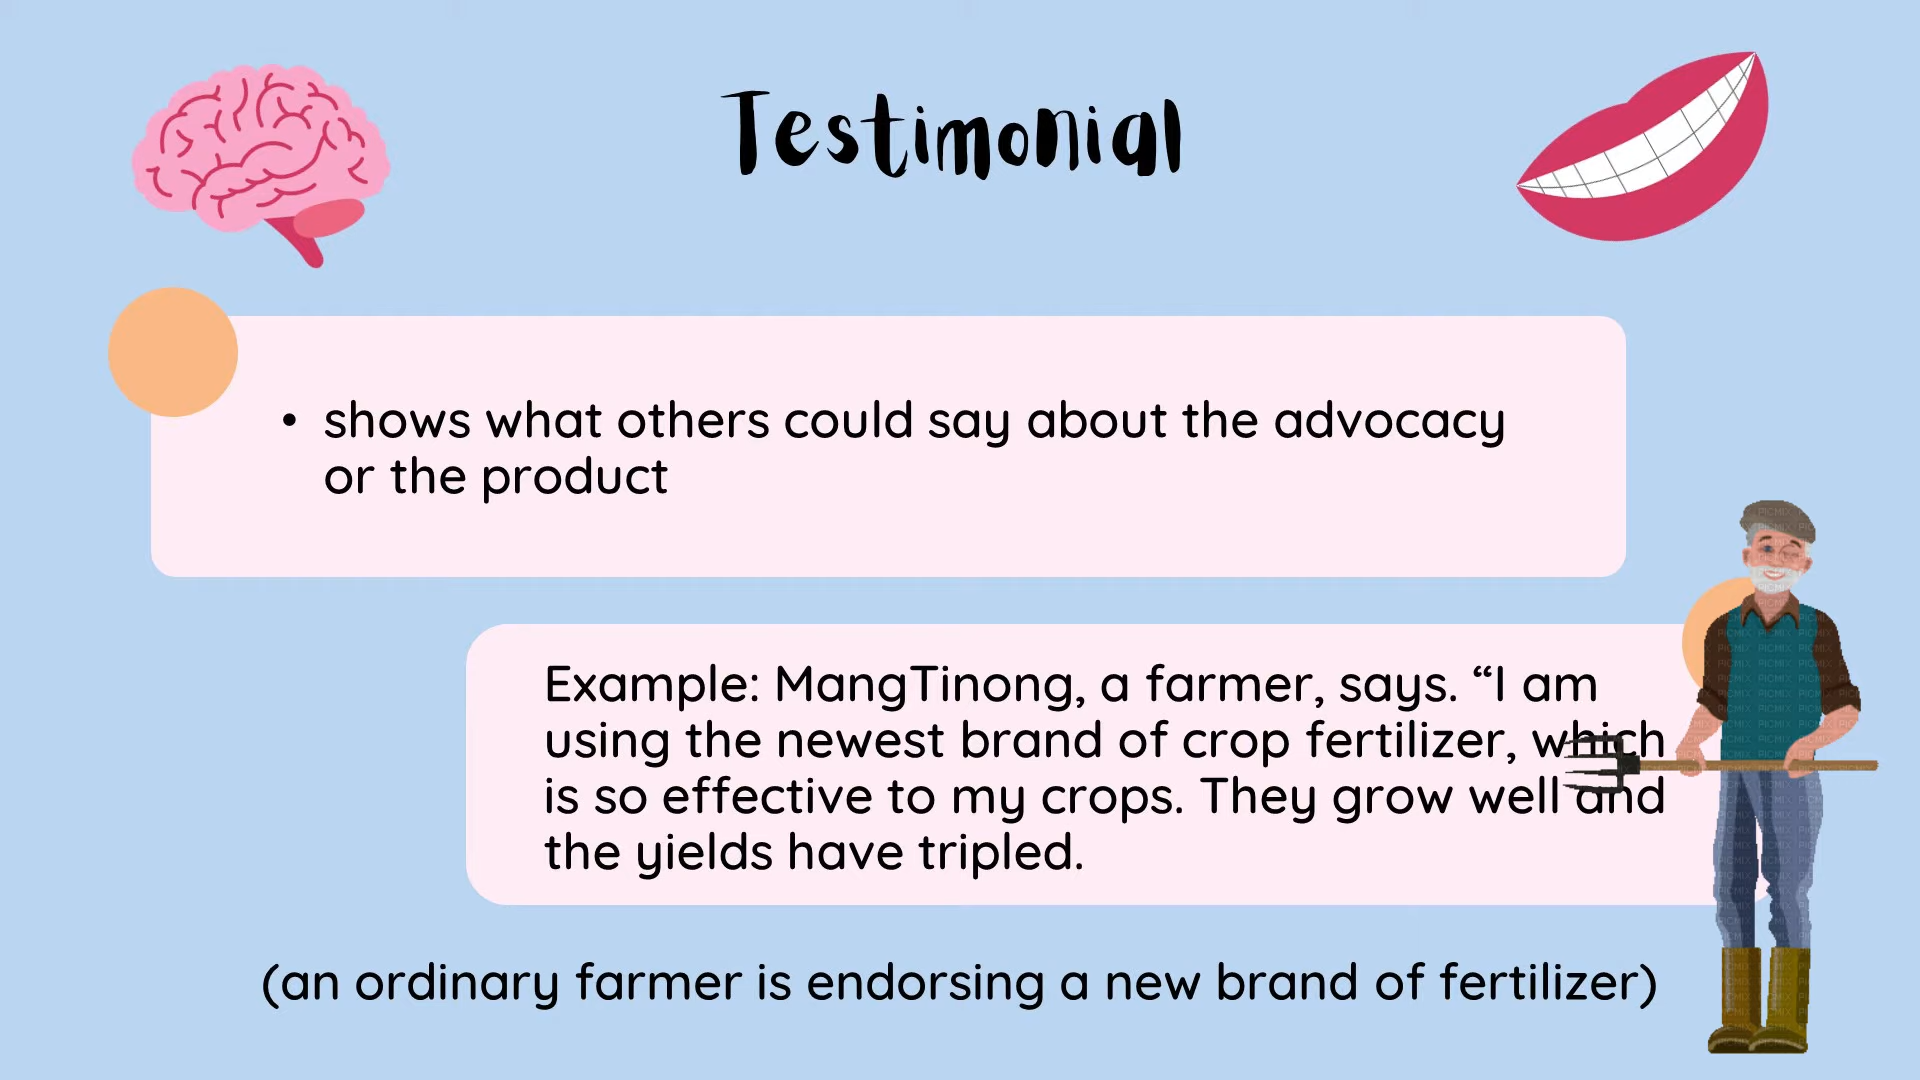 Testimonial
• shows what others could say about the advocacy
or the product
Example: MangTinong, a farmer, says. “I am
using the newest brand of crop fertilizer, which
is so effective to my crops. They grow well and
the yields have tripled.
(an ordinary farmer is endorsing a new brand of fertilizer)